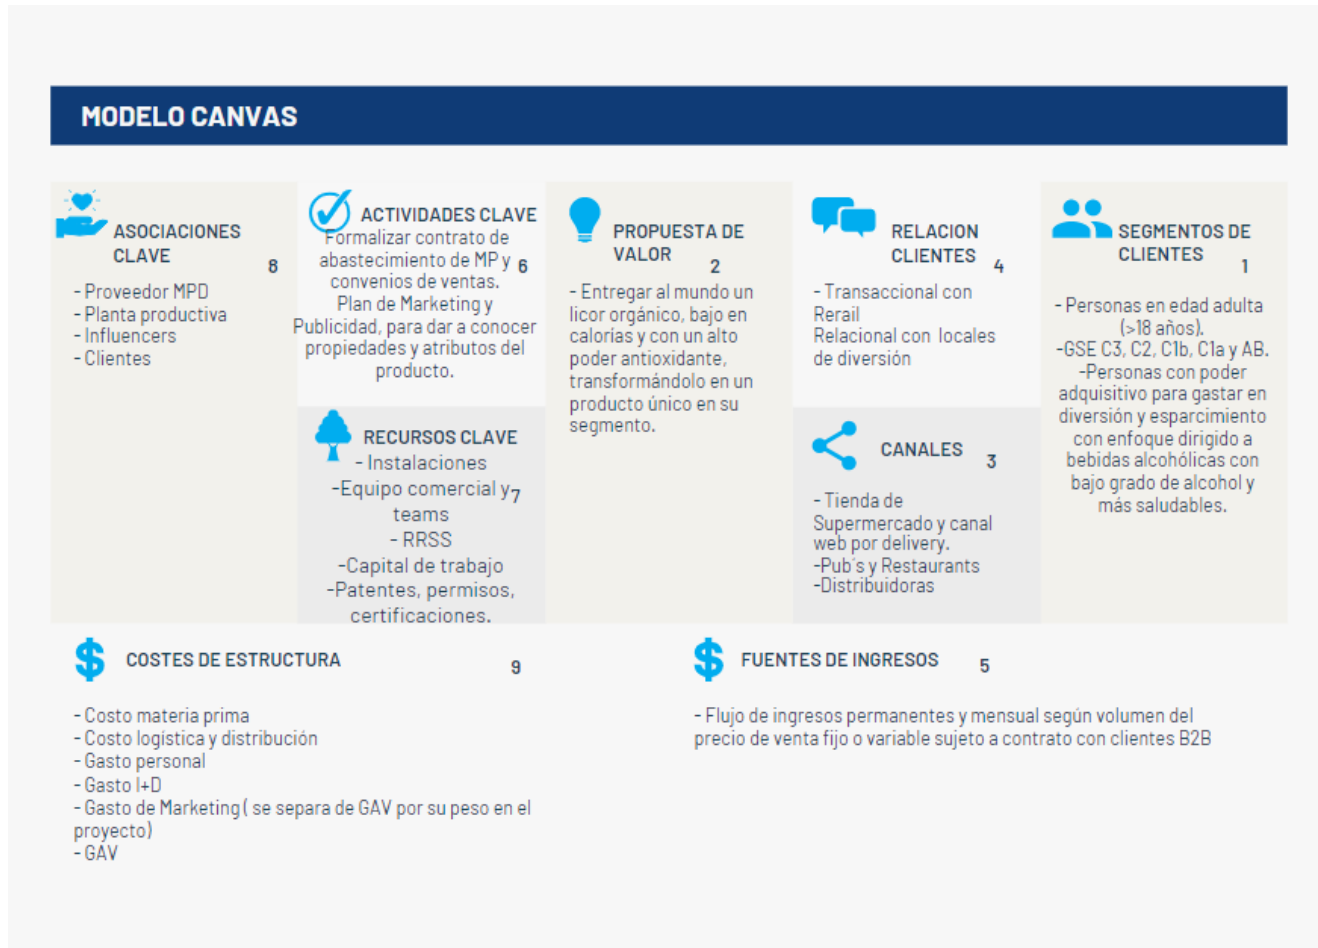 MODELO CANVAS
ASOCIACIONES
CLAVE
8
- Proveedor MPD
- Planta productiva
- Influencers
- Clientes
ACTIVIDADES CLAVE
Formalizar contrato de
abastecimiento de MP y
6
convenios de ventas.
Plan de Marketing y
Publicidad, para dar a conocer
propiedades y atributos del
producto.
RECURSOS CLAVE
- Instalaciones
-Equipo comercial y
7
teams
- RRSS
-Capital de trabajo
-Patentes, permisos,
certificaciones.
PROPUESTA DE
VALOR
2
- Entregar al mundo un
licor orgánico, bajo en
calorías y con un alto
poder antioxidante,
transformándolo en un
producto único en su
segmento.
RELACION
CLIENTES
4
- Transaccional con
Rerail
Relacional con locales
de diversión
CANALES
3
- Tienda de
Supermercado y canal
web por delivery.
-Pub´s y Restaurants
-Distribuidoras
SEGMENTOS DE
CLIENTES
1
- Personas en edad adulta
(>18 años).
-GSE C3, C2, C1b, C1a y AB.
-Personas con poder
adquisitivo para gastar en
diversión y esparcimiento
con enfoque dirigido a
bebidas alcohólicas con
bajo grado de alcohol y
más saludables.
COSTES DE ESTRUCTURA
9
- Costo materia prima
- Costo logística y distribución
- Gasto personal
- Gasto I+D
- Gasto de Marketing ( se separa de GAV por su peso en el
proyecto)
- GAV
FUENTES DE INGRESOS
5
- Flujo de ingresos permanentes y mensual según volumen del
precio de venta fijo o variable sujeto a contrato con clientes B2B